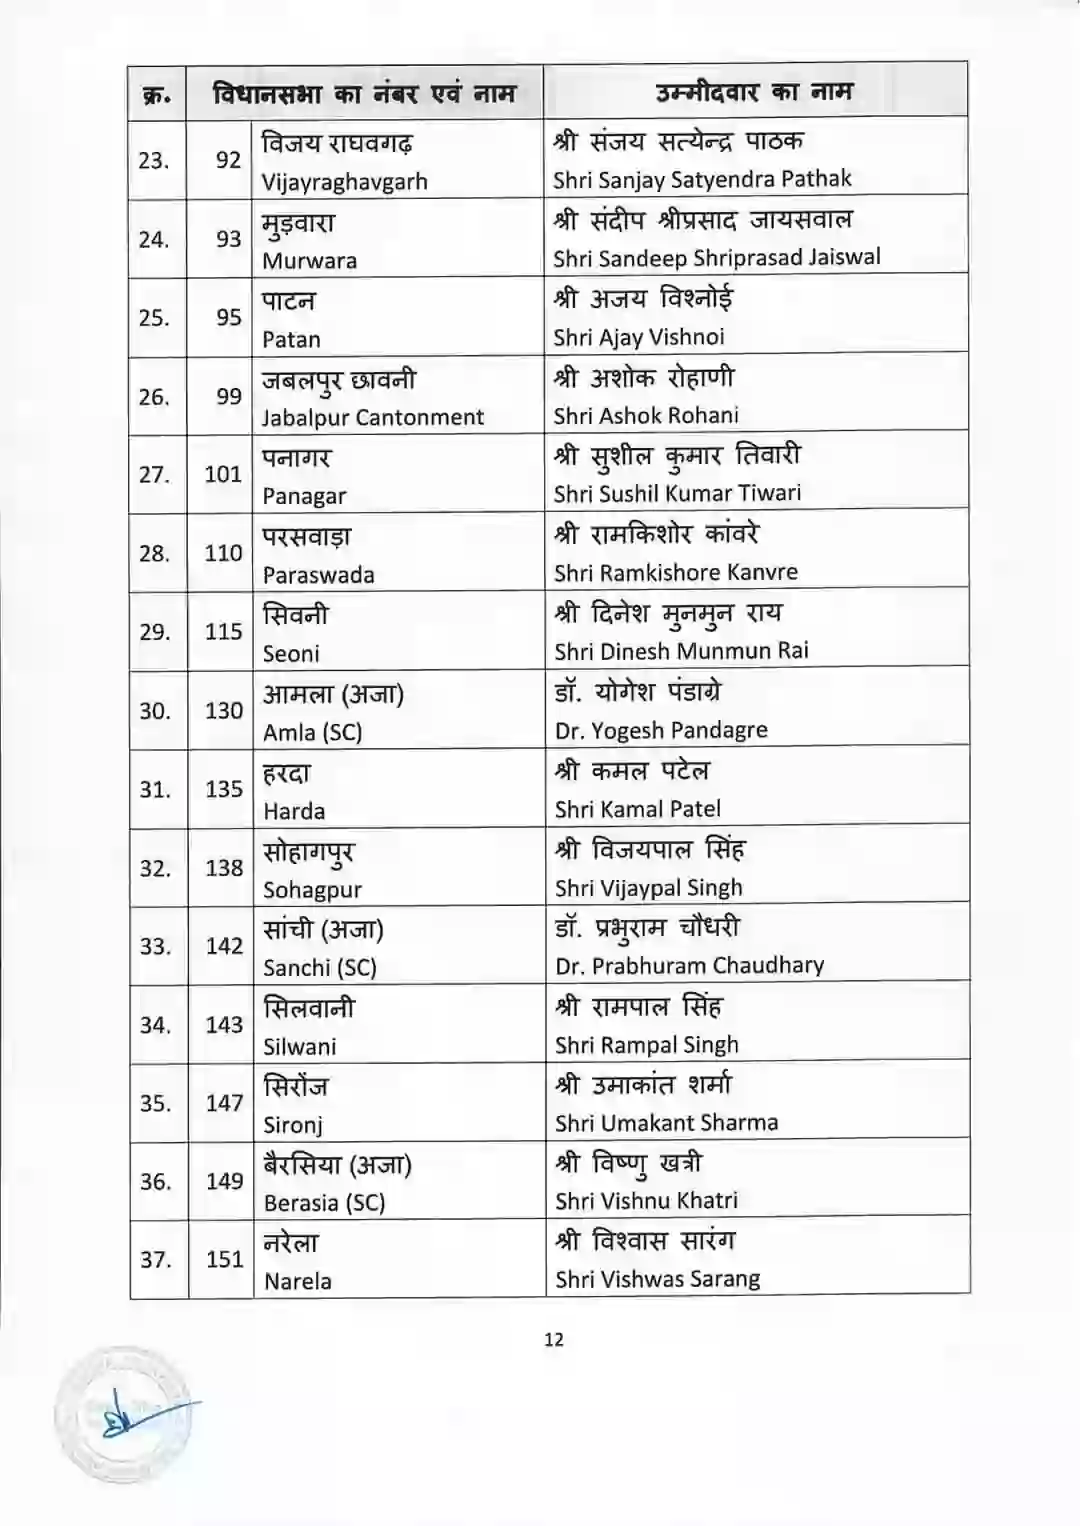 क्र. विधानसभा का नंबर एवं नाम उम्मीदवार का नाम
23. 92 विजय राघवगढ़ श्री संजय सत्येन्द्र पाठक
Vijayraghavgarh Shri Sanjay Satyendra Pathak
24. 93 मुड़वारा श्री संदीप श्रीप्रसाद जायसवाल
Murwara Shri Sandeep Shriprasad Jaiswal
25. 95 पाटन श्री अजय विश्नोई
Patan Shri Ajay Vishnoi
26. 99 जबलपुर छावनी श्री अशोक रोहाणी
Jabalpur Cantonment Shri Ashok Rohani
27. 101 पनागर श्री सुशील कुमार तिवारी
Panagar Shri Sushil Kumar Tiwari
28. 110 परसवाड़ा श्री रामकिशोर कांवरे
Paraswada Shri Ramkishore Kanvre
29. 115 सिवनी श्री दिनेश मुनमुन राय
Seoni Shri Dinesh Munmun Rai
30. 130 आमला (अजा) डॉ. योगेश पंडाग्रे
Amla (SC) Dr. Yogesh Pandagre
31. 135 हरदा श्री कमल पटेल
Harda Shri Kamal Patel
32. 138 सोहागपुर श्री विजयपाल सिंह
Sohagpur Shri Vijaypal Singh
33. 142 सांची (अजा) डॉ. प्रभुराम चौधरी
Sanchi (SC) Dr. Prabhuram Chaudhary
34. 143 सिलवानी श्री रामपाल सिंह
Silwani Shri Rampal Singh
35. 147 सिरोंज श्री उमाकांत शर्मा
Sironj Shri Umakant Sharma
36. 149 बैरसिया (अजा) श्री विष्णु खत्री
Berasia (SC) Shri Vishnu Khatri
37. 151 नरेला श्री विश्वास सारंग
Narela Shri Vishwas Sarang
12